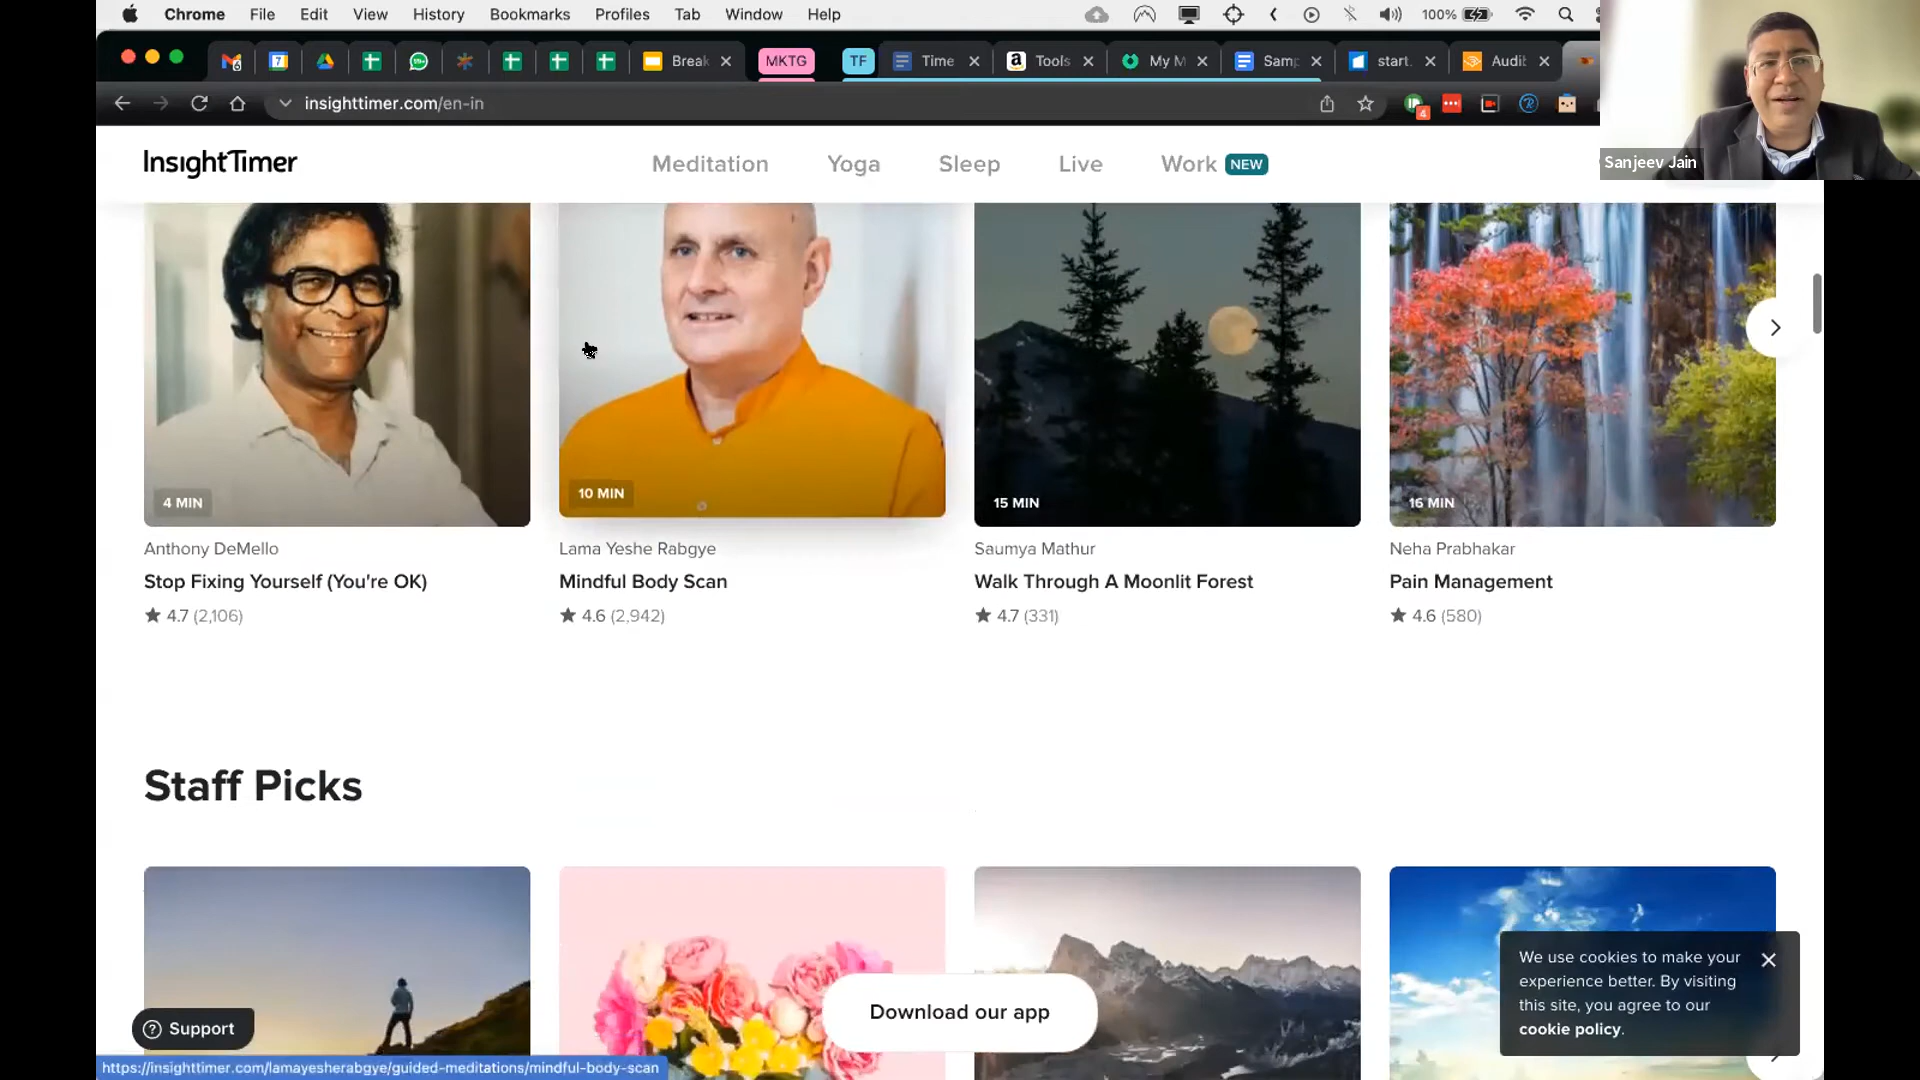 Chrome File Edit View History Bookmarks Profiles Tab Window Help 100%
Break MKTG TF Time Tools My M Samp start. Audit
insighttimer.com/en-in
4
Sanjeev Jain
InsightTimer Meditation Yoga Sleep Live Work NEW
4 MIN 10 MIN 15 MIN 16 MIN
Anthony DeMello Lama Yeshe Rabgye Saumya Mathur Neha Prabhakar
Stop Fixing Yourself (You're OK) Mindful Body Scan Walk Through A Moonlit Forest Pain Management
4.7 (2,106) 4.6 (2,942) 4.7 (331) 4.6 (580)
Staff Picks
We use cookies to make your
experience better. By visiting
this site, you agree to our
cookie policy.
Download our app
Support
https://insighttimer.com/lamayesherabgye/guided-meditations/mindful-body-scan